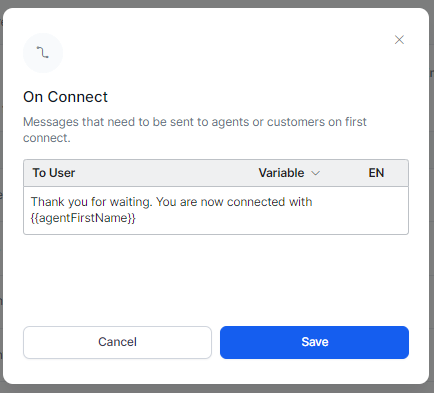 On Connect
Messages that need to be sent to agents or customers on first
connect.
To User Variable EN
Thank you for waiting. You are now connected with
{{agentFirstName}}
Cancel Save